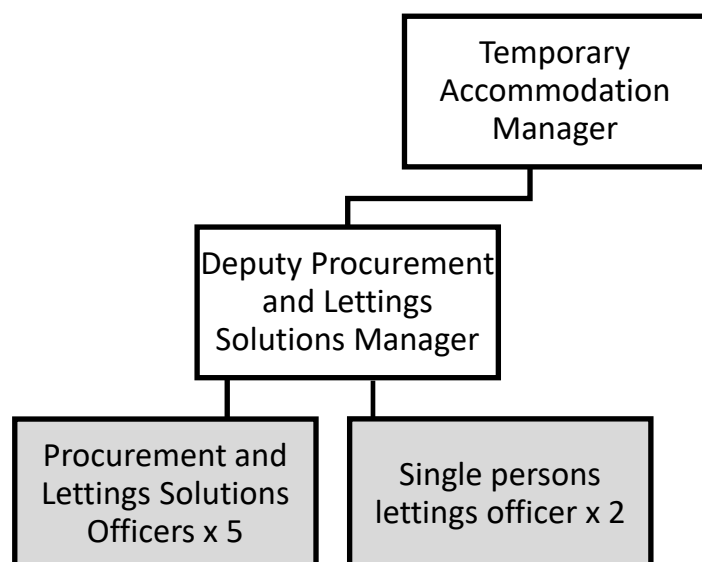 Temporary
Accommodation
Manager
Deputy Procurement
and Lettings
Solutions Manager
Procurement and
Lettings Solutions
Officers x 5
Single persons
lettings officer x 2